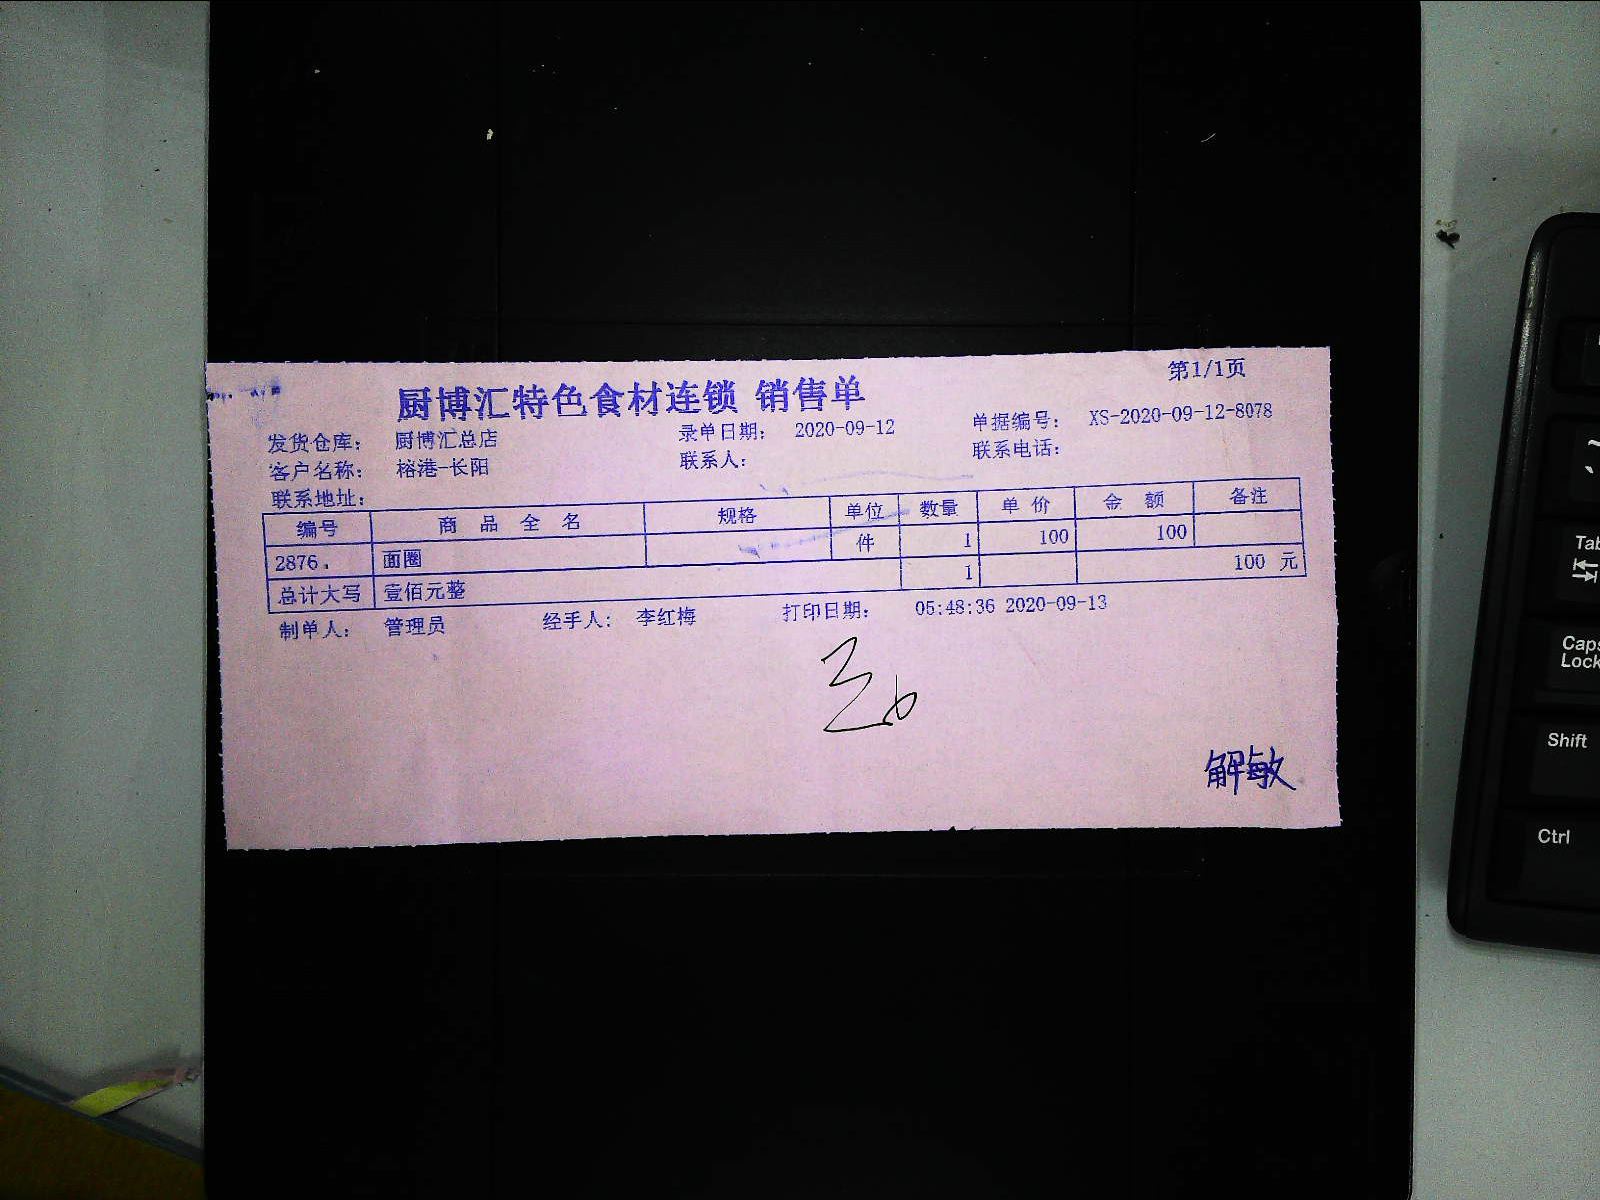 第1/1页
厨博汇特色食材连锁 销售单
发货仓库: 厨博汇总店 录单日期: 2020-09-12 单据编号: XS-2020-09-12-8078
客户名称: 榕港-长阳 联系人: 联系电话:
联系地址:
编号 商 品 全 名 规格 单位 数量 单 价 金 额 备注
2876 面圈 件 1 100 100
总计大写 壹佰元整 1 100 元
制单人: 管理员 经手人: 李红梅 打印日期: 05:48:36 2020-09-13
解敏
Tab
Caps
Lock
Shift
Ctrl